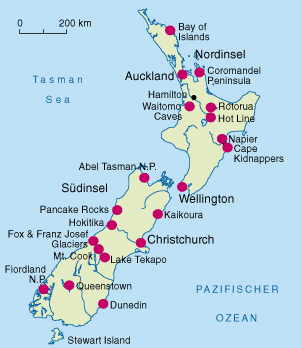 0 200 km
Bay of
Islands
Nordinsel
Tasman
Sea
Auckland
Coromandel
Peninsula
Hamilton
Waitomo
Caves
Rotorua
Hot Line
Napier
Cape
Kidnappers
Abel Tasman N.P.
Südinsel
Wellington
Pancake Rocks
Kaikoura
Hokitika
Fox & Franz Josef
Glaciers
Christchurch
Mt. Cook
Lake Tekapo
Fiordland
N.P.
Queenstown
PAZIFISCHER
OZEAN
Dunedin
Stewart Island